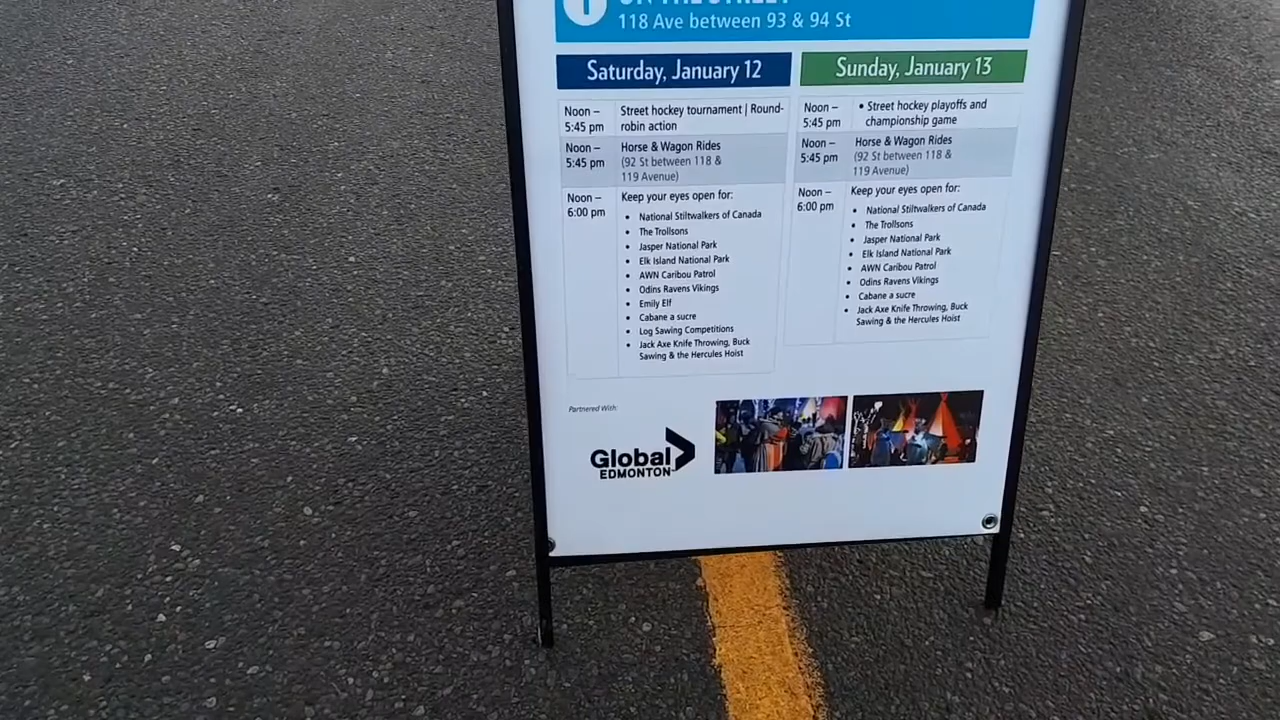 ON THE STREET
118 Ave between 93 & 94 St
Saturday, January 12
Noon –
5:45 pm
Street hockey tournament | Round-
robin action
Noon –
5:45 pm
Horse & Wagon Rides
(92 St between 118 &
119 Avenue)
Noon –
6:00 pm
Keep your eyes open for:
• National Stiltwalkers of Canada
• The Trollsons
• Jasper National Park
• Elk Island National Park
• AWN Caribou Patrol
• Odins Ravens Vikings
• Emily Elf
• Cabane a sucre
• Log Sawing Competitions
• Jack Axe Knife Throwing, Buck
Sawing & the Hercules Hoist
Sunday, January 13
Noon –
5:45 pm
• Street hockey playoffs and
championship game
Noon –
5:45 pm
Horse & Wagon Rides
(92 St between 118 &
119 Avenue)
Noon –
6:00 pm
Keep your eyes open for:
• National Stiltwalkers of Canada
• The Trollsons
• Jasper National Park
• Elk Island National Park
• AWN Caribou Patrol
• Odins Ravens Vikings
• Cabane a sucre
• Jack Axe Knife Throwing, Buck
Sawing & the Hercules Hoist
Partnered With:
Global
EDMONTON